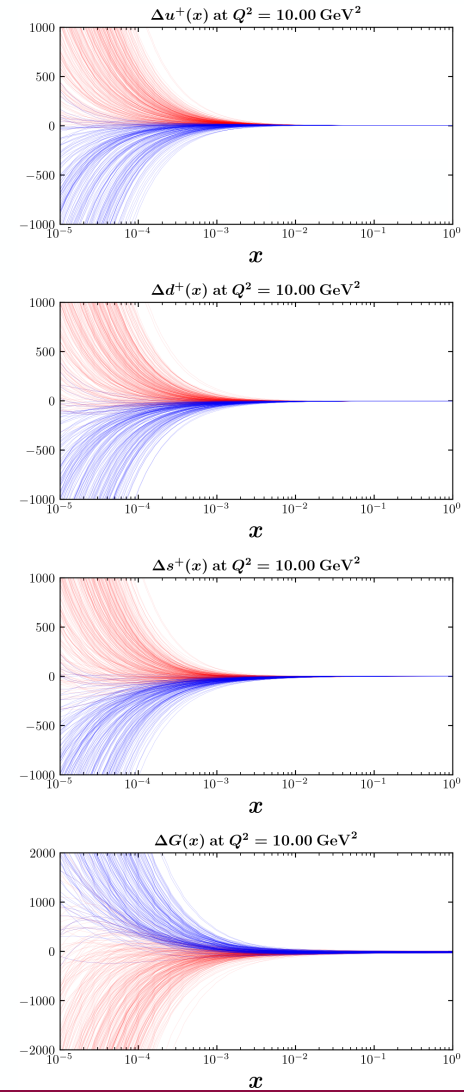 Δu⁺(x) at Q² = 10.00 GeV²
1000
500
0
−500
−1000
10⁻⁵ 10⁻⁴ 10⁻³ 10⁻² 10⁻¹ 10⁰
x
Δd⁺(x) at Q² = 10.00 GeV²
1000
500
0
−500
−1000
10⁻⁵ 10⁻⁴ 10⁻³ 10⁻² 10⁻¹ 10⁰
x
Δs⁺(x) at Q² = 10.00 GeV²
1000
500
0
−500
−1000
10⁻⁵ 10⁻⁴ 10⁻³ 10⁻² 10⁻¹ 10⁰
x
ΔG(x) at Q² = 10.00 GeV²
2000
1000
0
−1000
−2000
10⁻⁵ 10⁻⁴ 10⁻³ 10⁻² 10⁻¹ 10⁰
x